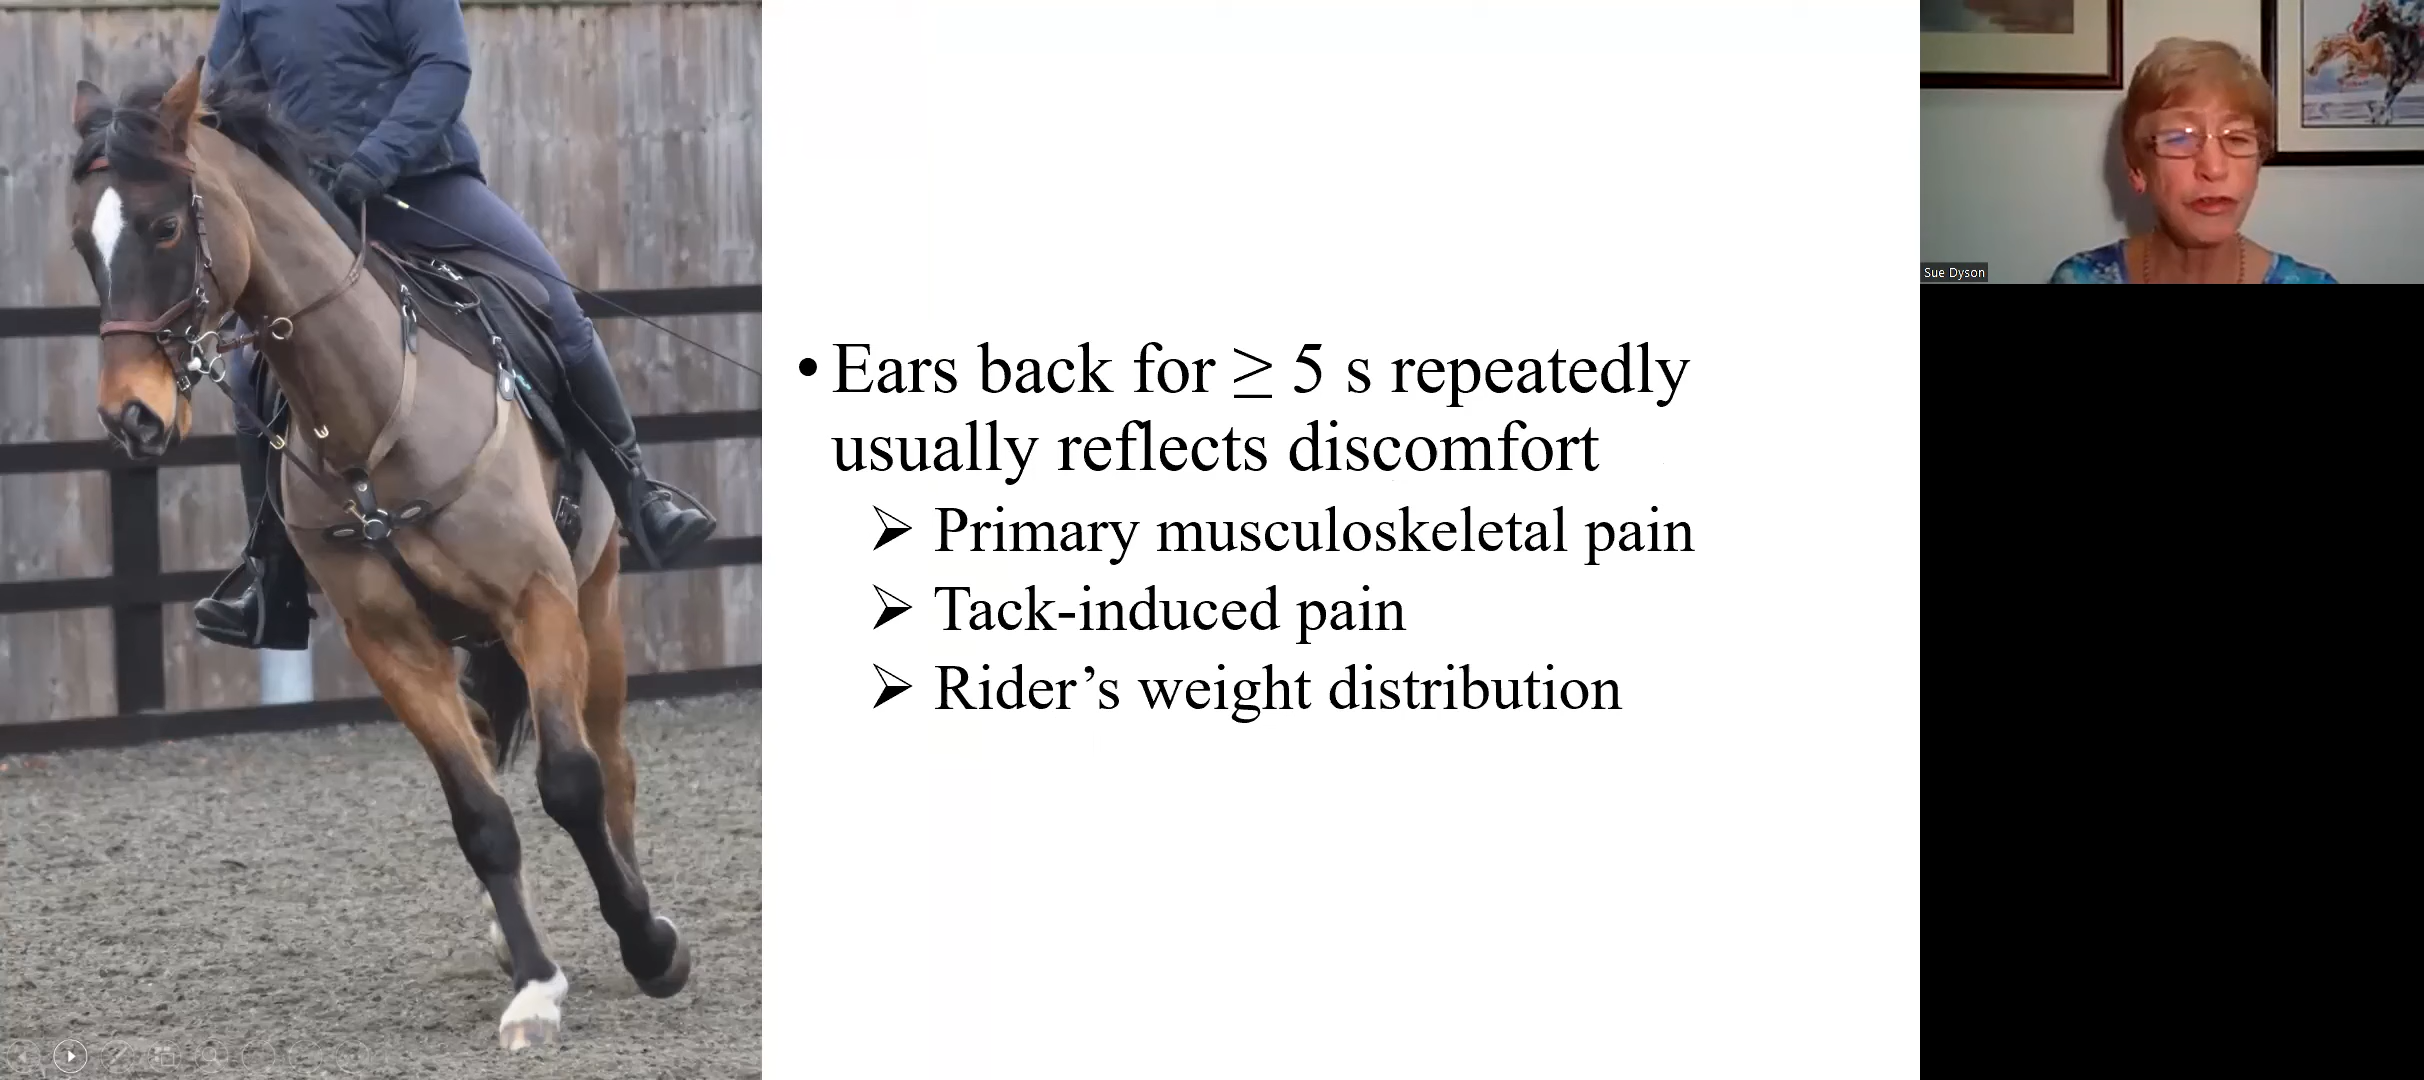 • Ears back for ≥ 5 s repeatedly
usually reflects discomfort
➢ Primary musculoskeletal pain
➢ Tack-induced pain
➢ Rider’s weight distribution
Sue Dyson